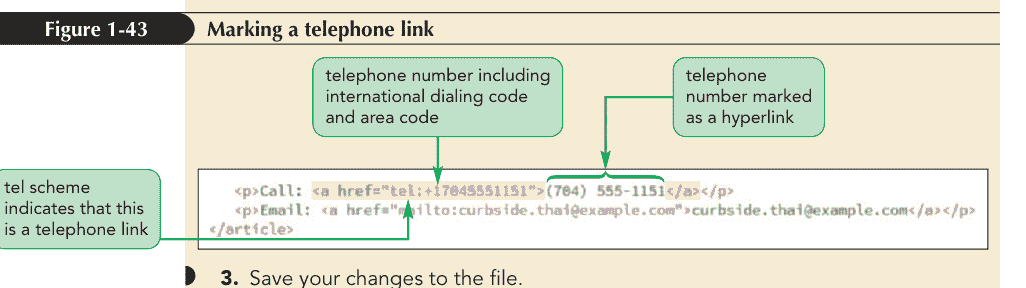 Figure 1-43 Marking a telephone link
telephone number including
international dialing code
and area code
telephone
number marked
as a hyperlink
tel scheme
indicates that this
is a telephone link
<p>Call: <a href="tel:+17045551151">(704) 555-1151</a></p>
<p>Email: <a href="mailto:curbside.thai@example.com">curbside.thai@example.com</a></p>
</article>
3. Save your changes to the file.